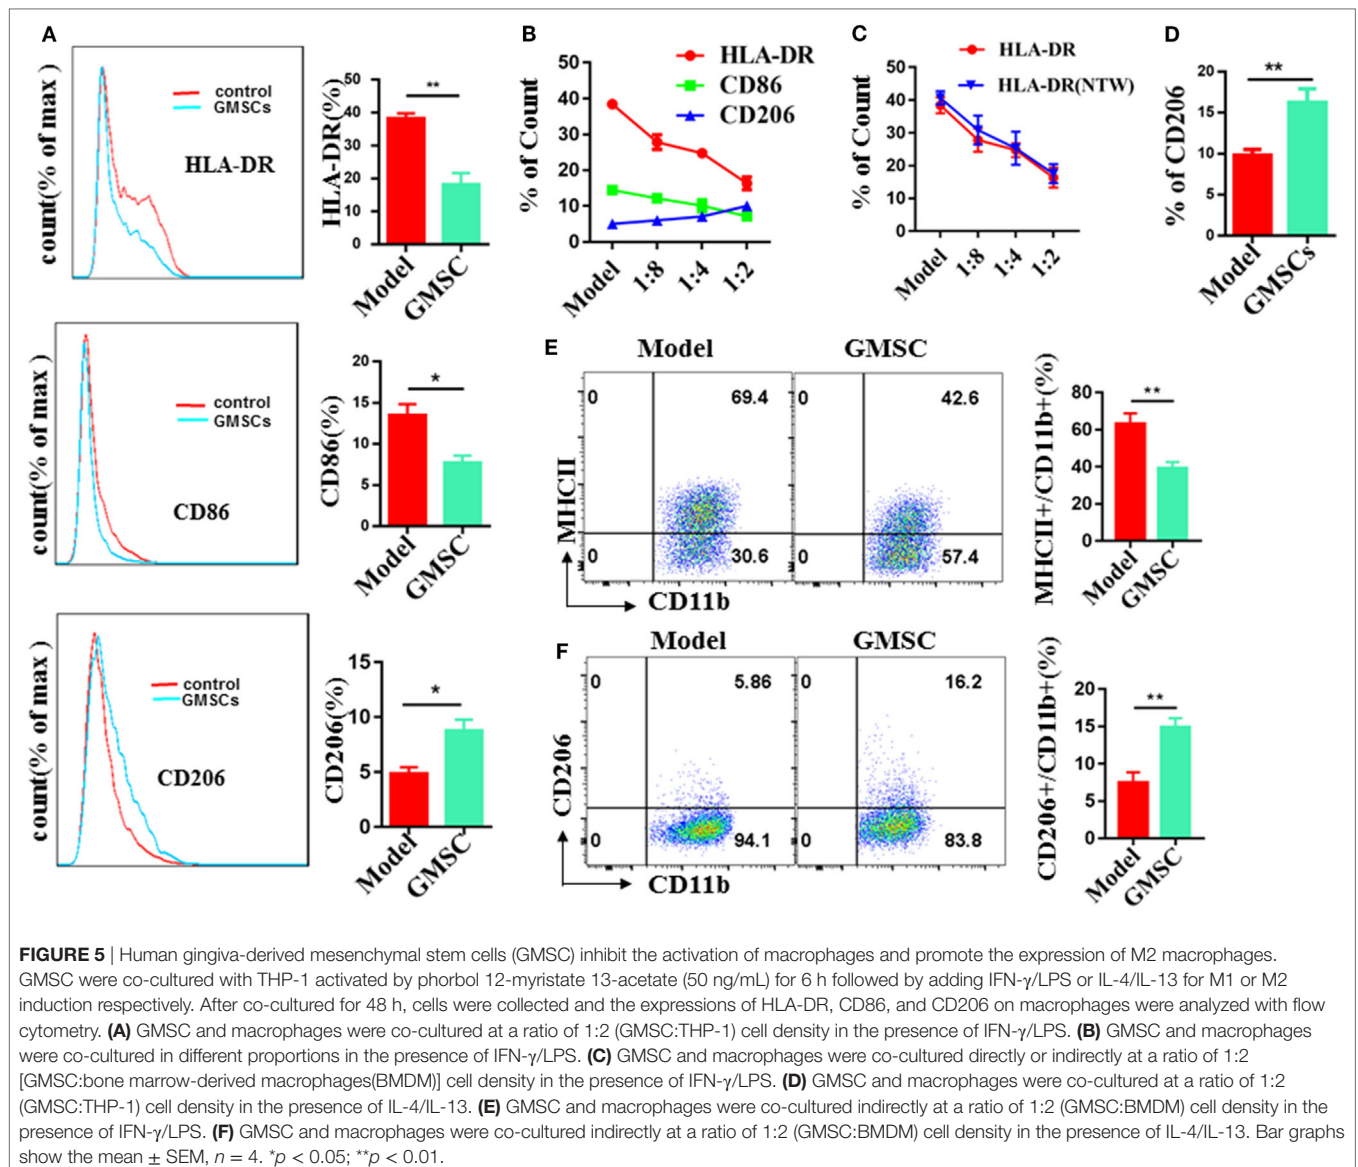 A
count(% of max )
control
GMSCs
HLA-DR
HLA-DR(%)
50
40
30
20
10
0
**
Model
GMSC
B
% of Count
50
40
30
20
10
0
HLA-DR
CD86
CD206
Model
1:8
1:4
1:2
C
% of Count
50
40
30
20
10
0
HLA-DR
HLA-DR(NTW)
Model
1:8
1:4
1:2
D
% of CD206
20
15
10
5
0
**
Model
GMSCs
count(% of max )
control
GMSCs
CD86
CD86(%)
20
15
10
5
0
*
Model
GMSC
E
Model
GMSC
MHCII
0
69.4
0
30.6
0
42.6
0
57.4
CD11b
MHCII+/CD11b+(%)
80
60
40
20
0
**
Model
GMSC
count(% of max )
control
GMSCs
CD206
CD206(%)
15
10
5
0
*
Model
GMSC
F
Model
GMSC
CD206
0
5.86
0
94.1
0
16.2
0
83.8
CD11b
CD206+/CD11b+(%)
20
15
10
5
0
**
Model
GMSC
FIGURE 5 | Human gingiva-derived mesenchymal stem cells (GMSC) inhibit the activation of macrophages and promote the expression of M2 macrophages.
GMSC were co-cultured with THP-1 activated by phorbol 12-myristate 13-acetate (50 ng/mL) for 6 h followed by adding IFN-γ/LPS or IL-4/IL-13 for M1 or M2
induction respectively. After co-cultured for 48 h, cells were collected and the expressions of HLA-DR, CD86, and CD206 on macrophages were analyzed with flow
cytometry. (A) GMSC and macrophages were co-cultured at a ratio of 1:2 (GMSC:THP-1) cell density in the presence of IFN-γ/LPS. (B) GMSC and macrophages
were co-cultured in different proportions in the presence of IFN-γ/LPS. (C) GMSC and macrophages were co-cultured directly or indirectly at a ratio of 1:2
[GMSC:bone marrow-derived macrophages(BMDM)] cell density in the presence of IFN-γ/LPS. (D) GMSC and macrophages were co-cultured at a ratio of 1:2
(GMSC:THP-1) cell density in the presence of IL-4/IL-13. (E) GMSC and macrophages were co-cultured indirectly at a ratio of 1:2 (GMSC:BMDM) cell density in the
presence of IFN-γ/LPS. (F) GMSC and macrophages were co-cultured indirectly at a ratio of 1:2 (GMSC:BMDM) cell density in the presence of IL-4/IL-13. Bar graphs
show the mean ± SEM, n = 4. *p < 0.05; **p < 0.01.